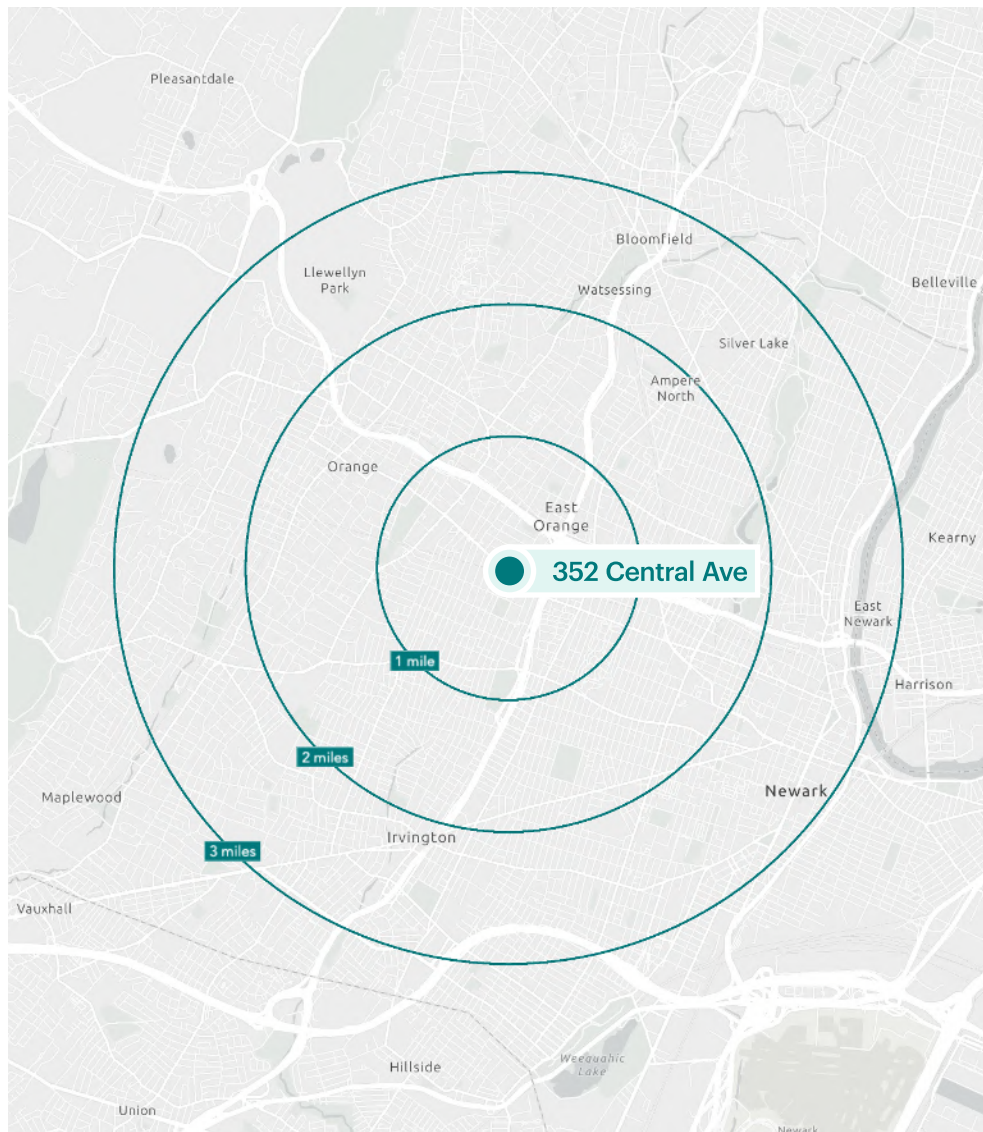 Pleasantdale
Bloomfield
Llewellyn
Park
Belleville
Watsessing
Silver Lake
Ampere
North
Orange
East
Orange
Kearny
352 Central Ave
East
Newark
1 mile
Harrison
2 miles
Newark
Maplewood
Irvington
3 miles
Vauxhall
Weequahic
Lake
Hillside
Union
Newark